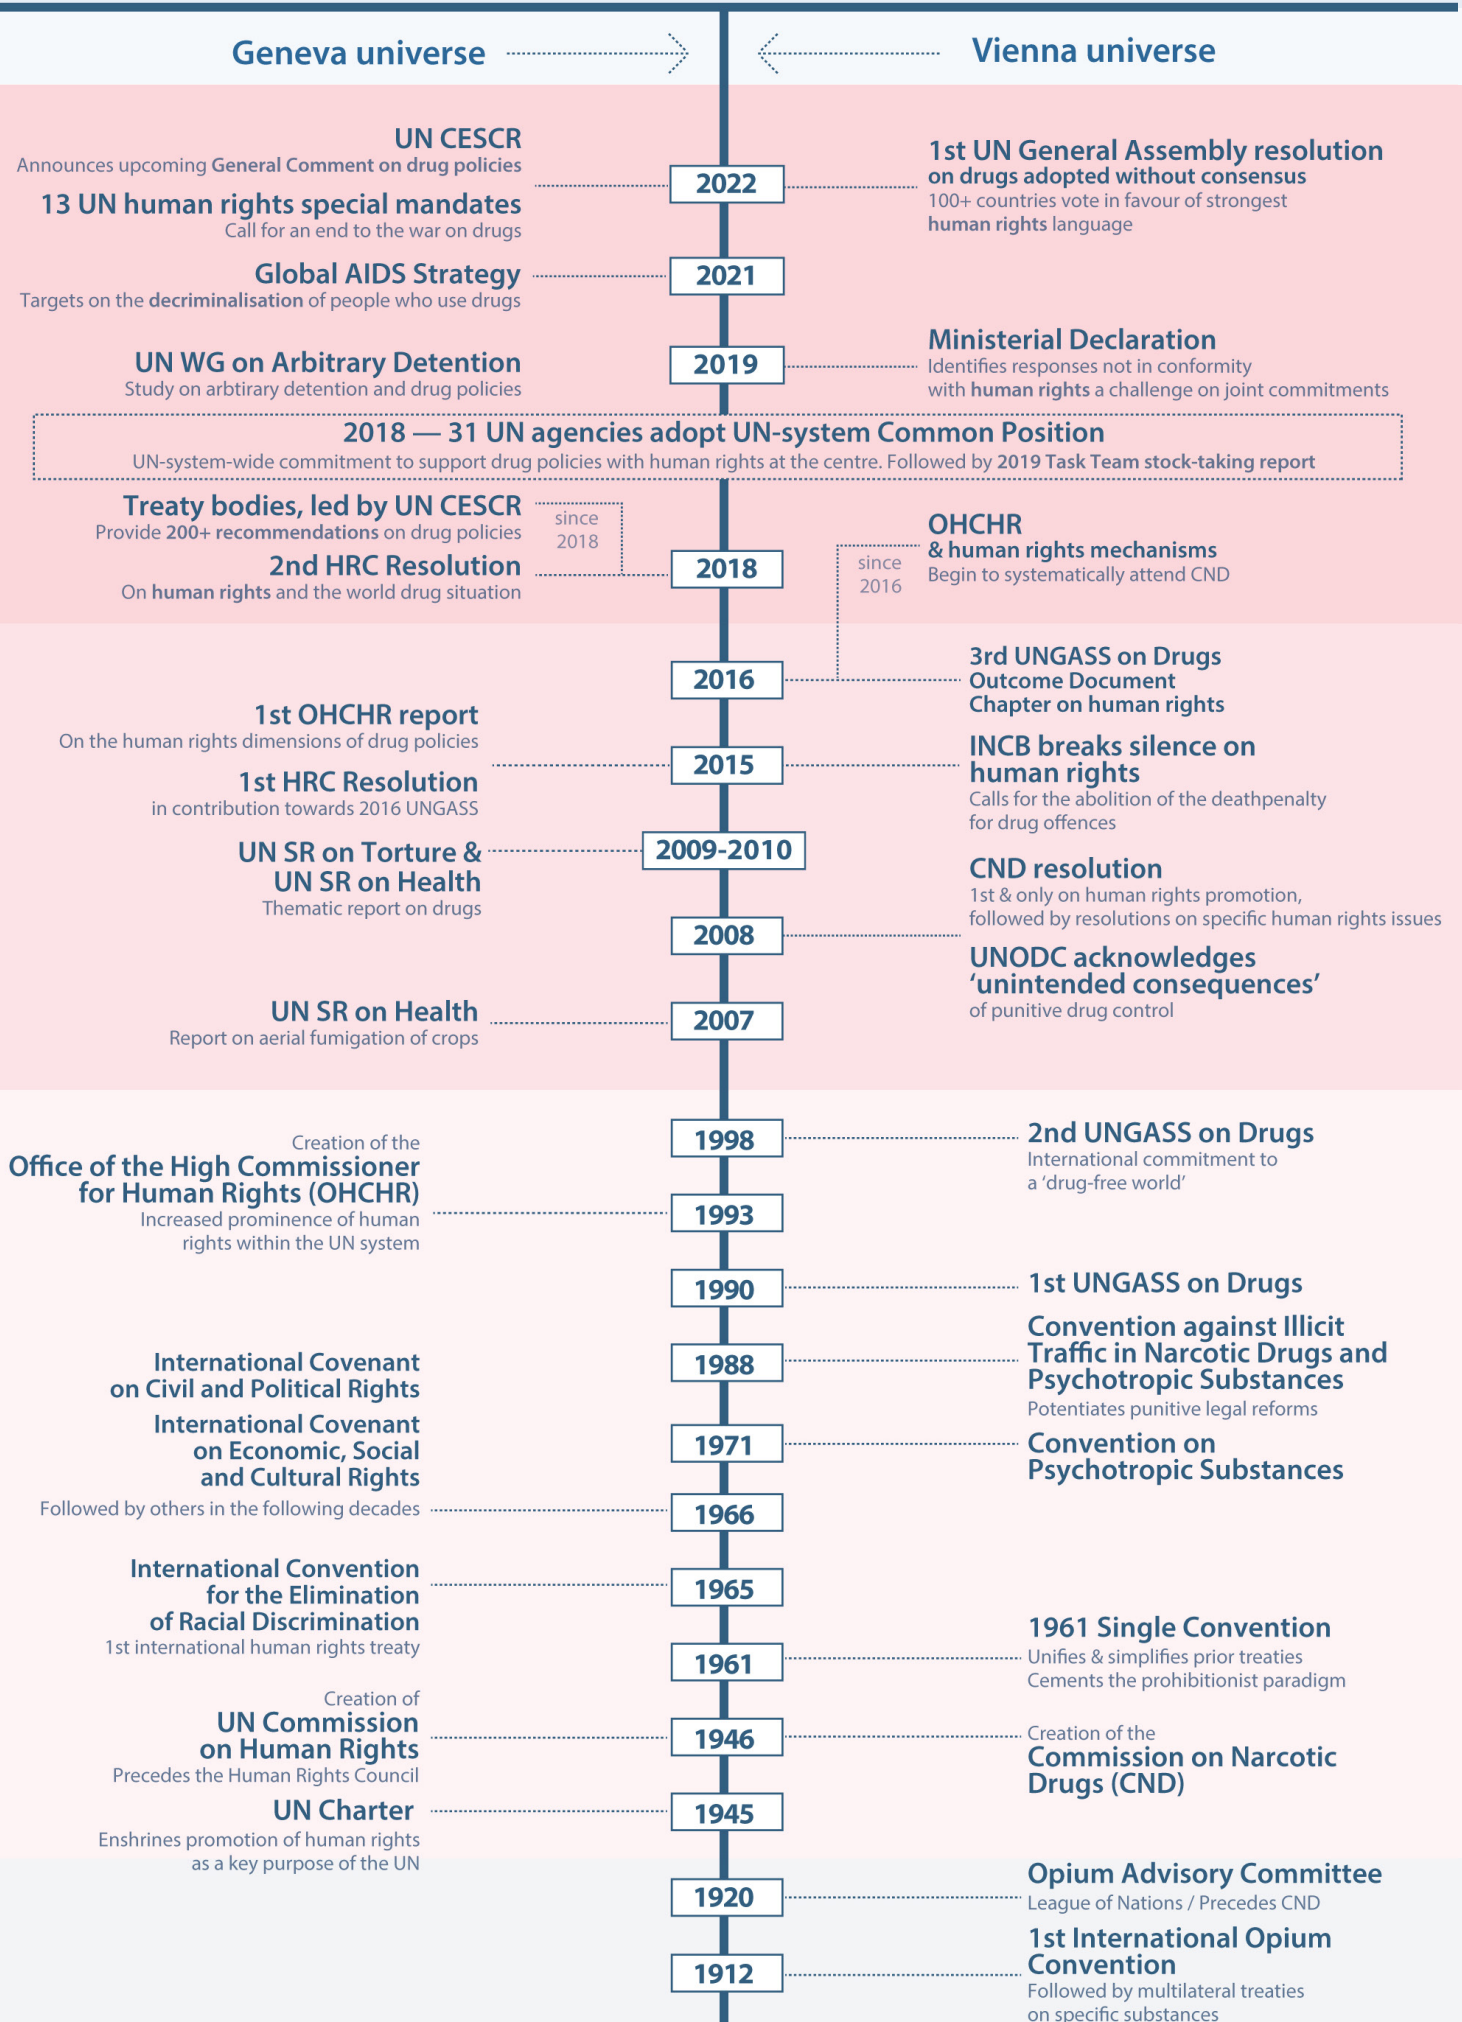 Geneva universe
Vienna universe
UN CESCR
Announces upcoming General Comment on drug policies
13 UN human rights special mandates
Call for an end to the war on drugs
2022
1st UN General Assembly resolution
on drugs adopted without consensus
100+ countries vote in favour of strongest
human rights language
Global AIDS Strategy
Targets on the decriminalisation of people who use drugs
2021
UN WG on Arbitrary Detention
Study on arbtirary detention and drug policies
2019
Ministerial Declaration
Identifies responses not in conformity
with human rights a challenge on joint commitments
2018 — 31 UN agencies adopt UN-system Common Position
UN-system-wide commitment to support drug policies with human rights at the centre. Followed by 2019 Task Team stock-taking report
Treaty bodies, led by UN CESCR
Provide 200+ recommendations on drug policies
since
2018
2nd HRC Resolution
On human rights and the world drug situation
2018
OHCHR
& human rights mechanisms
Begin to systematically attend CND
since
2016
2016
3rd UNGASS on Drugs
Outcome Document
Chapter on human rights
1st OHCHR report
On the human rights dimensions of drug policies
1st HRC Resolution
in contribution towards 2016 UNGASS
2015
INCB breaks silence on
human rights
Calls for the abolition of the deathpenalty
for drug offences
UN SR on Torture &
UN SR on Health
Thematic report on drugs
2009-2010
CND resolution
1st & only on human rights promotion,
followed by resolutions on specific human rights issues
2008
UNODC acknowledges
‘unintended consequences’
of punitive drug control
UN SR on Health
Report on aerial fumigation of crops
2007
1998
2nd UNGASS on Drugs
International commitment to
a ‘drug-free world’
Creation of the
Office of the High Commissioner
for Human Rights (OHCHR)
Increased prominence of human
rights within the UN system
1993
1990
1st UNGASS on Drugs
1988
Convention against Illicit
Traffic in Narcotic Drugs and
Psychotropic Substances
Potentiates punitive legal reforms
International Covenant
on Civil and Political Rights
International Covenant
on Economic, Social
and Cultural Rights
Followed by others in the following decades
1971
Convention on
Psychotropic Substances
1966
International Convention
for the Elimination
of Racial Discrimination
1st international human rights treaty
1965
1961
1961 Single Convention
Unifies & simplifies prior treaties
Cements the prohibitionist paradigm
Creation of
UN Commission
on Human Rights
Precedes the Human Rights Council
1946
Creation of the
Commission on Narcotic
Drugs (CND)
UN Charter
Enshrines promotion of human rights
as a key purpose of the UN
1945
1920
Opium Advisory Committee
League of Nations / Precedes CND
1912
1st International Opium
Convention
Followed by multilateral treaties
on specific substances